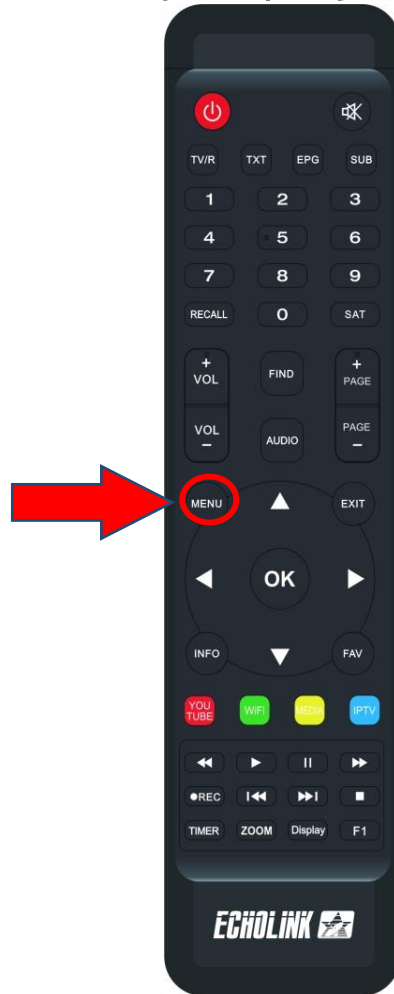 TV/R TXT EPG SUB
1 2 3
4 5 6
7 8 9
RECALL 0 SAT
+ FIND +
VOL PAGE
VOL AUDIO PAGE
- -
MENU EXIT
OK
INFO FAV
YOU WiFi MEDIA IPTV
TUBE
REC
TIMER ZOOM Display F1
ECHOLINK